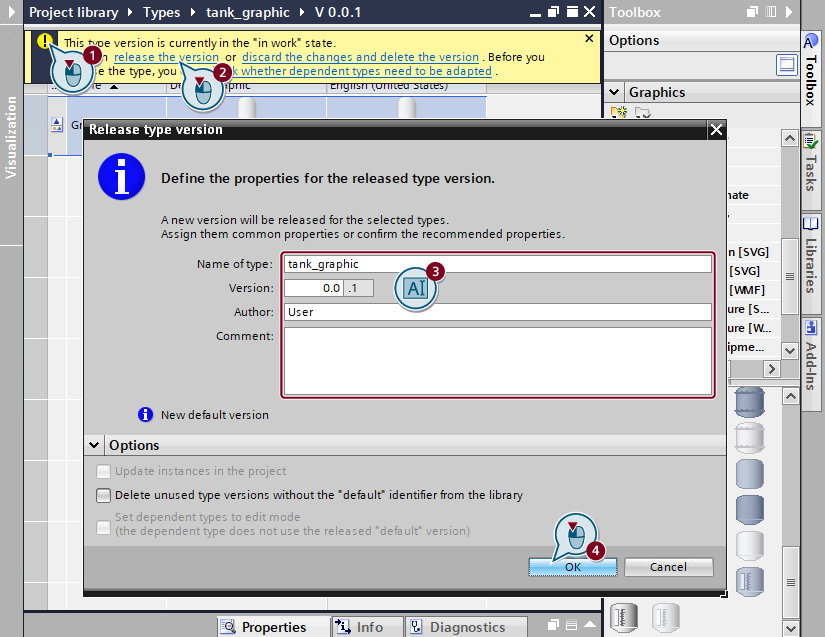 Project library ▸ Types ▸ tank_graphic ▸ V 0.0.1
Toolbox
Options
This type version is currently in the "in work" state.
release the version or discard the changes and delete the version . Before you
the type, you whether dependent types need to be adapted .
1
2
English (United States)
Visualization
Graphics
Toolbox
Tasks
Libraries
Add-Ins
Release type version
Define the properties for the released type version.
A new version will be released for the selected types.
Assign them common properties or confirm the recommended properties.
Name of type: tank_graphic
3
Version: 0.0 .1
Author: User
Comment:
New default version
Options
Update instances in the project
Delete unused type versions without the "default" identifier from the library
Set dependent types to edit mode
(the dependent type does not use the released "default" version)
4
OK
Cancel
[SVG]
[SVG]
[WMF]
Properties
Info
Diagnostics